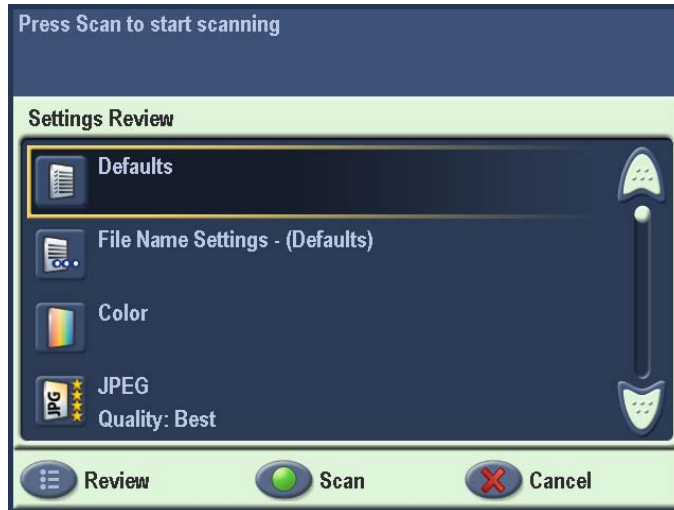 Press Scan to start scanning
Settings Review
Defaults
File Name Settings - (Defaults)
Color
JPG
JPEG
Quality: Best
Review
Scan
Cancel